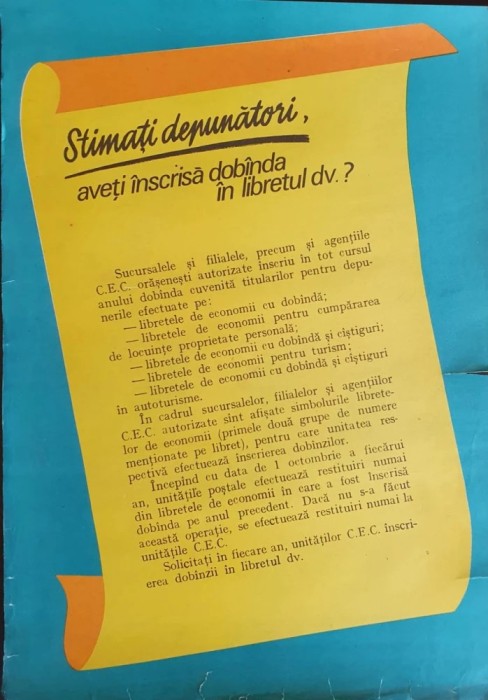 Stimați depunători,
aveți înscrisă dobînda
în libretul dv. ?
Sucursalele și filialele, precum și agențiile
C.E.C. orășenești autorizate înscriu în tot cursul
anului dobînda cuvenită titularilor pentru depu-
nerile efectuate pe:
— libretele de economii cu dobîndă;
— libretele de economii pentru cumpărarea
de locuințe proprietate personală;
— libretele de economii cu dobîndă și cîștiguri;
— libretele de economii pentru turism;
— libretele de economii cu dobîndă și cîștiguri
în autoturisme.
În cadrul sucursalelor, filialelor și agențiilor
C.E.C. autorizate sint afișate simbolurile librete-
lor de economii (primele două grupe de numere
menționate pe libret), pentru care unitatea res-
pectivă efectuează înscrierea dobînzilor.
Începînd cu data de 1 octombrie a fiecărui
an, unitățile poștale efectuează restituiri numai
din libretele de economii în care a fost înscrisă
dobînda pe anul precedent. Dacă nu s-a făcut
această operație, se efectuează restituiri numai la
unitățile C.E.C.
Solicitați în fiecare an, unităților C.E.C. înscri-
erea dobînzii în libretul dv.